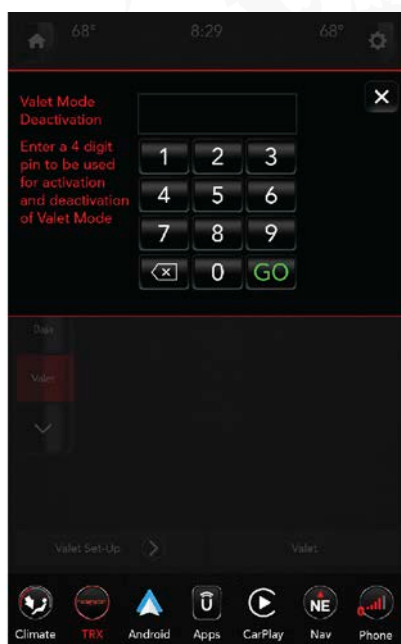 68° 8:29 68°
Valet Mode
Deactivation
Enter a 4 digit
pin to be used
for activation
and deactivation
of Valet Mode
1 2 3
4 5 6
7 8 9
0 GO
Valet
Valet Set-Up Valet
NE
Climate TRX Android Apps CarPlay Nav Phone